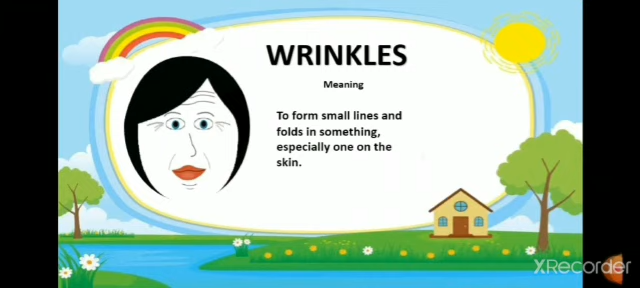 WRINKLES
Meaning
To form small lines and
folds in something,
especially one on the
skin.
XRecorder